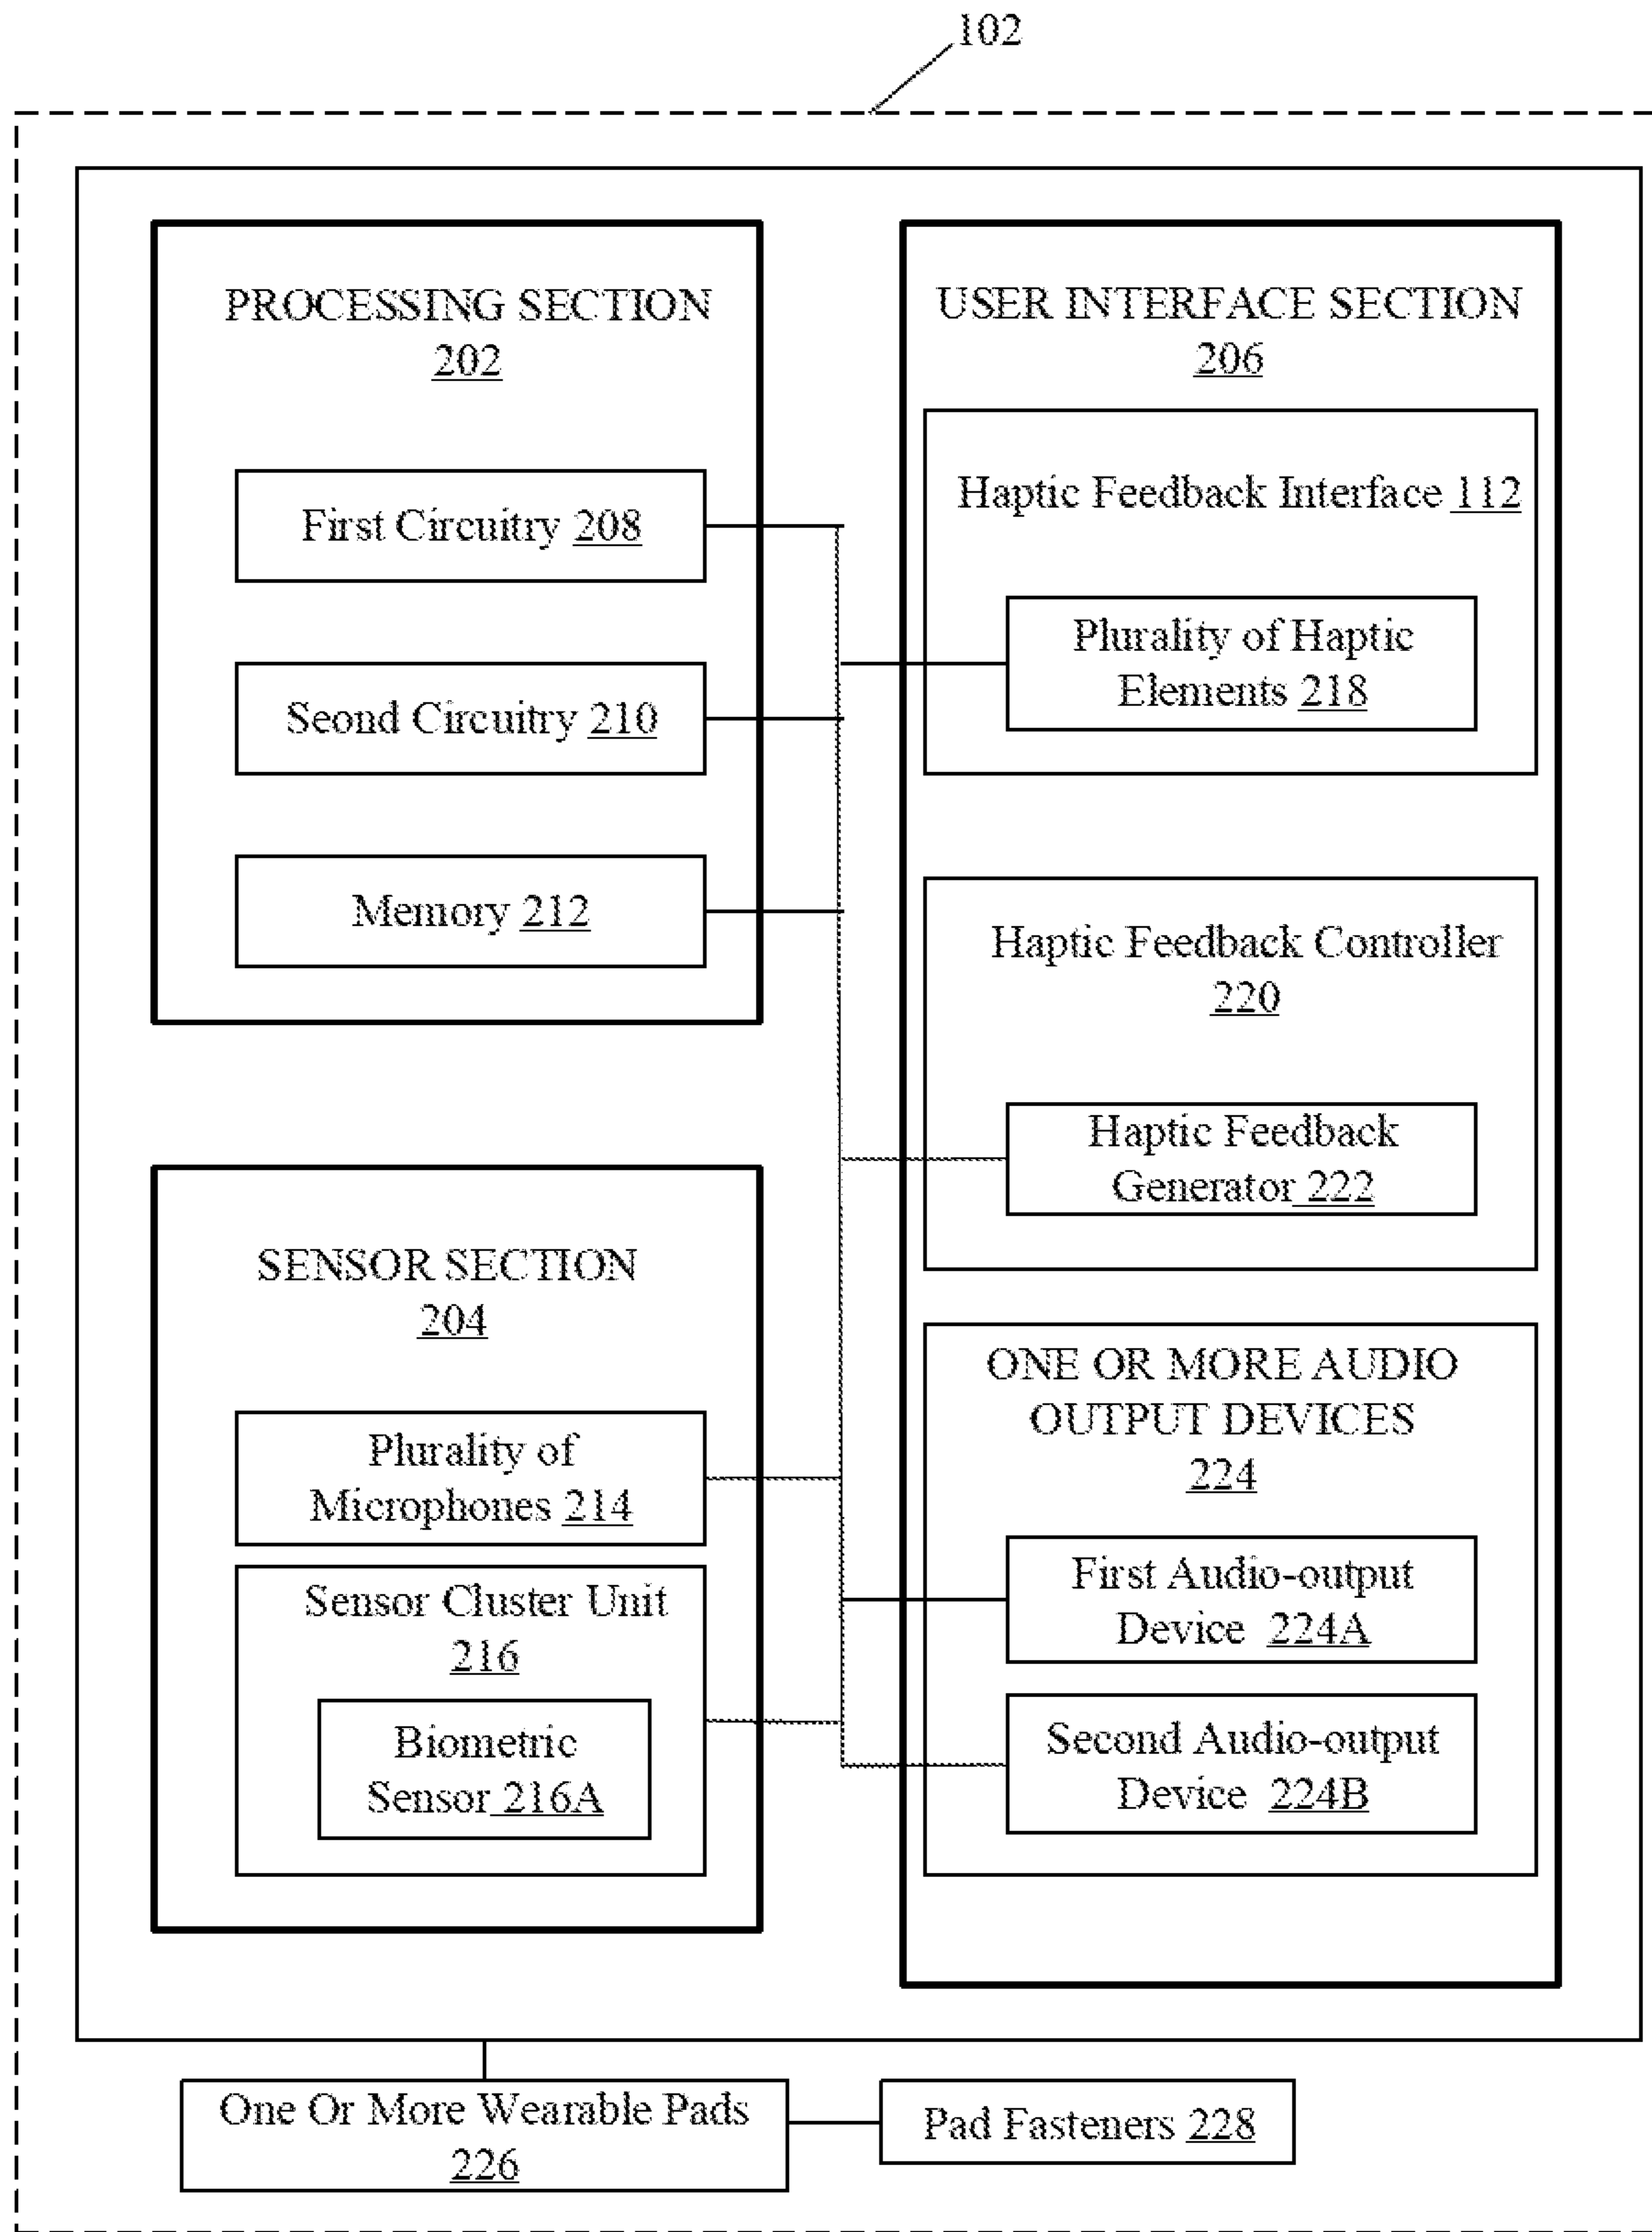 102
PROCESSING SECTION
202
First Circuitry 208
Seond Circuitry 210
Memory 212
SENSOR SECTION
204
Plurality of
Microphones 214
Sensor Cluster Unit
216
Biometric
Sensor 216A
USER INTERFACE SECTION
206
Haptic Feedback Interface 112
Plurality of Haptic
Elements 218
Haptic Feedback Controller
220
Haptic Feedback
Generator 222
ONE OR MORE AUDIO
OUTPUT DEVICES
224
First Audio-output
Device 224A
Second Audio-output
Device 224B
One Or More Wearable Pads
226
Pad Fasteners 228